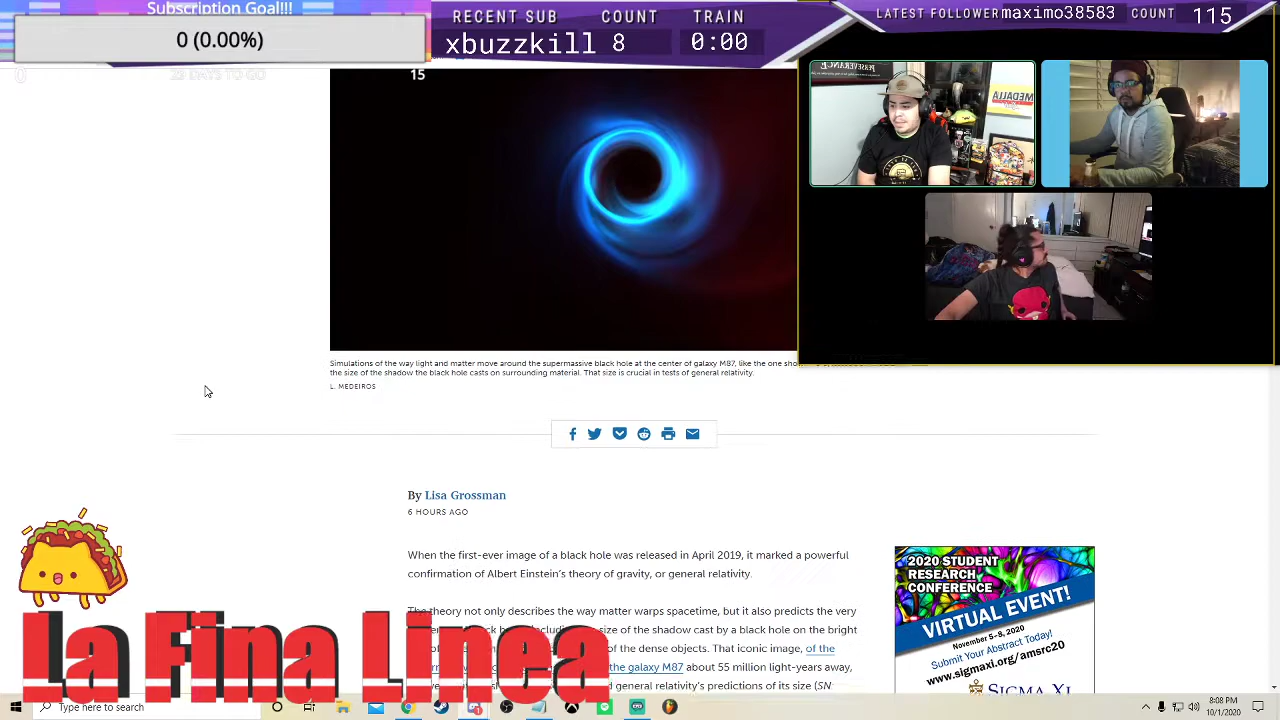 Subscription Goal!!!
0 (0.00%)
0 29 DAYS TO GO 15
RECENT SUB COUNT TRAIN
xbuzzkill 8 0:00
LATEST FOLLOWER maximo38583 COUNT 115
PERSEVERANCE
MEDALLA
Simulations of the way light and matter move around the supermassive black hole at the center of galaxy M87, like the one
the size of the shadow the black hole casts on surrounding material. That size is crucial in tests of general relativity.
L. MEDEIROS
By Lisa Grossman
6 HOURS AGO
When the first-ever image of a black hole was released in April 2019, it marked a powerful
confirmation of Albert Einstein's theory of gravity, or general relativity.
The theory not only describes the way matter warps spacetime, but it also predicts the very
size of the shadow cast by a black hole on the bright
of the dense objects. That iconic image, of the
the galaxy M87 about 55 million light-years away,
general relativity's predictions of its size (SN:
2020 STUDENT
RESEARCH
CONFERENCE
VIRTUAL EVENT!
November 5-8, 2020
Submit Your Abstract Today!
www.sigmaxi.org/amsrc20
SIGMA XI
La Fina Linea
Type here to search
8:08 PM
10/1/2020